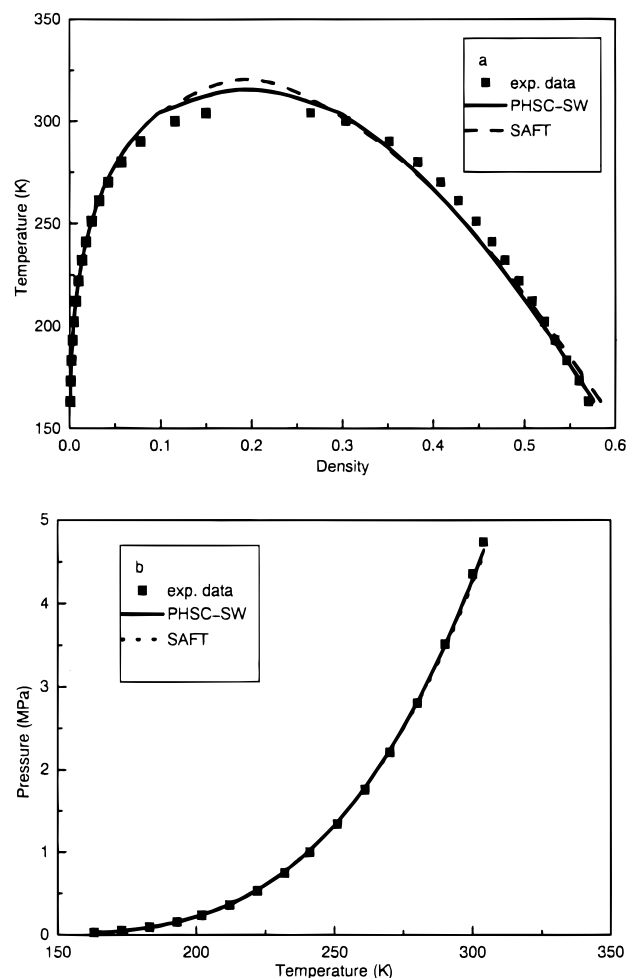 350
a
exp. data
PHSC-SW
SAFT
300
Temperature (K)
250
200
150
0.0 0.1 0.2 0.3 0.4 0.5 0.6
Density
5
b
exp. data
PHSC-SW
SAFT
4
3
Pressure (MPa)
2
1
0
150 200 250 300 350
Temperature (K)